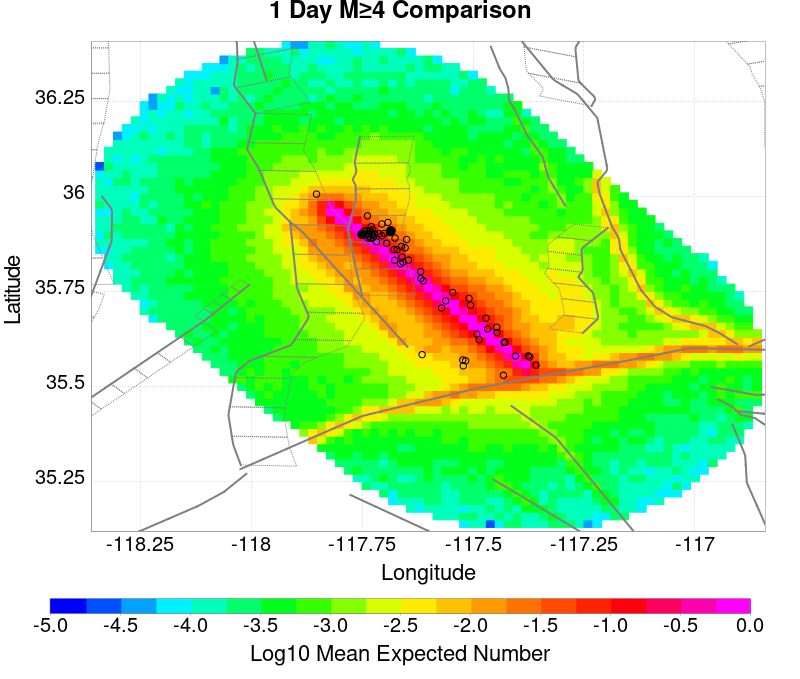 1 Day M≥4 Comparison
36.25
36
35.75
35.5
35.25
Latitude
-118.25 -118 -117.75 -117.5 -117.25 -117
Longitude
-5.0 -4.5 -4.0 -3.5 -3.0 -2.5 -2.0 -1.5 -1.0 -0.5 0.0
Log10 Mean Expected Number